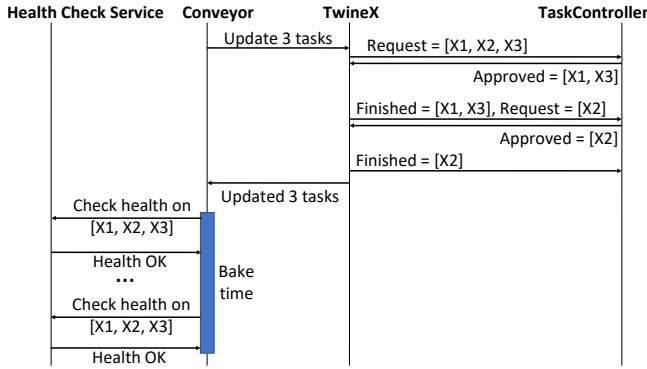 Health Check Service Conveyor TwineX TaskController
Update 3 tasks
Request = [X1, X2, X3]
Approved = [X1, X3]
Finished = [X1, X3], Request = [X2]
Approved = [X2]
Finished = [X2]
Updated 3 tasks
Check health on
[X1, X2, X3]
Health OK
...
Bake
time
Check health on
[X1, X2, X3]
Health OK